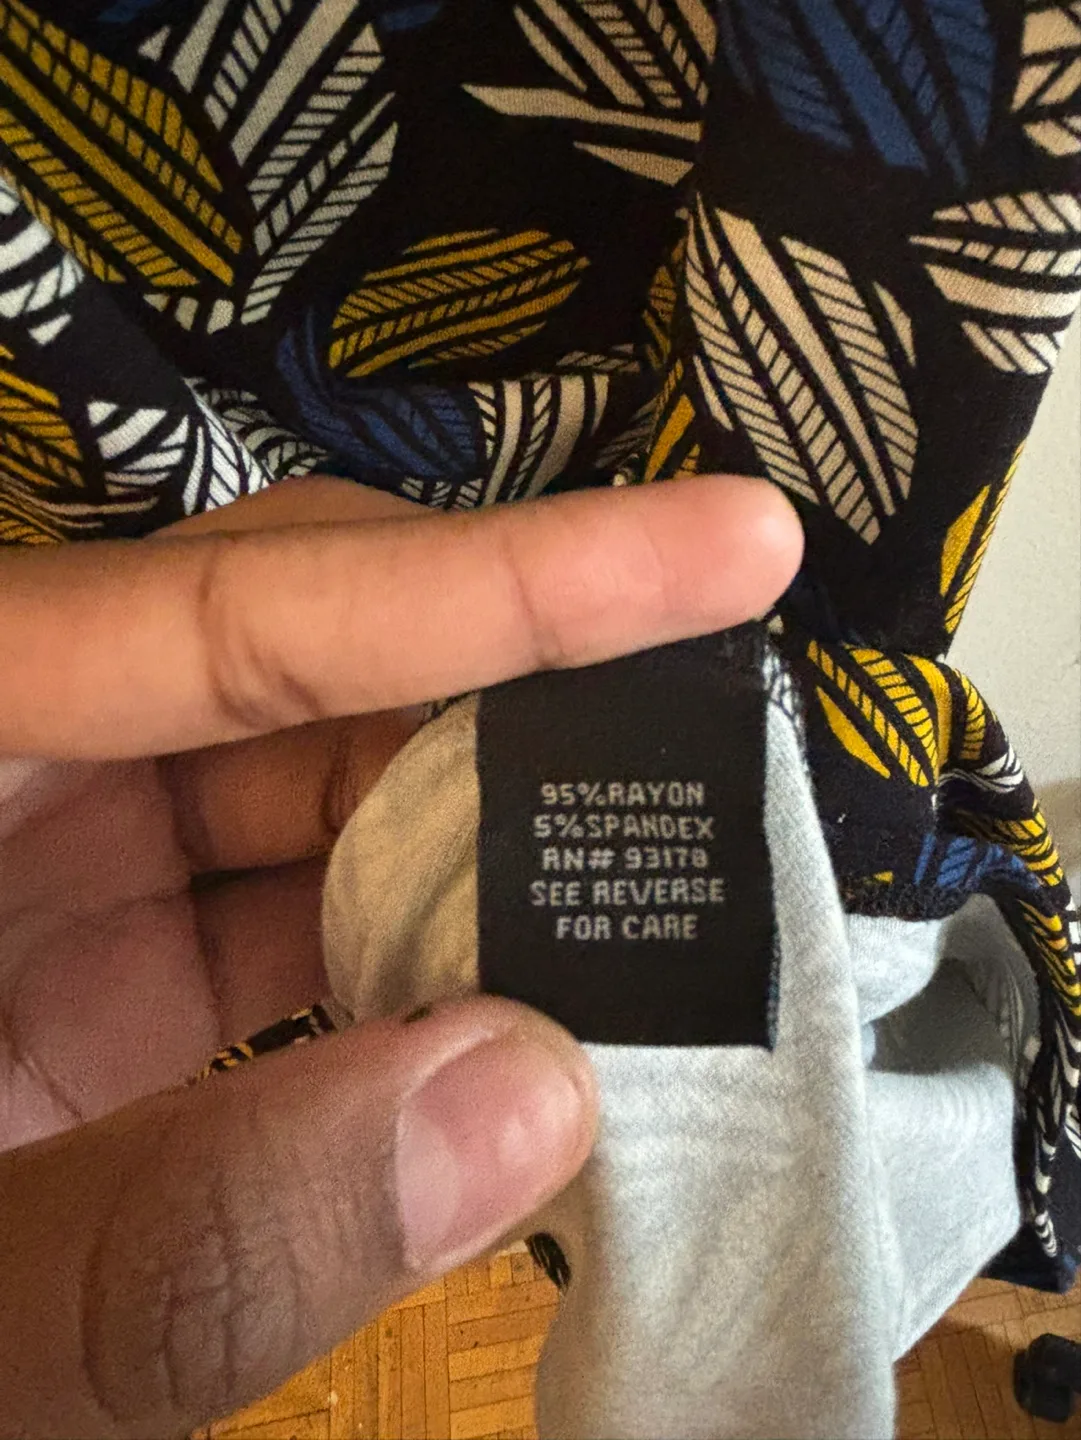 95%RAYON
5%SPANDEX
RN# 93178
SEE REVERSE
FOR CARE